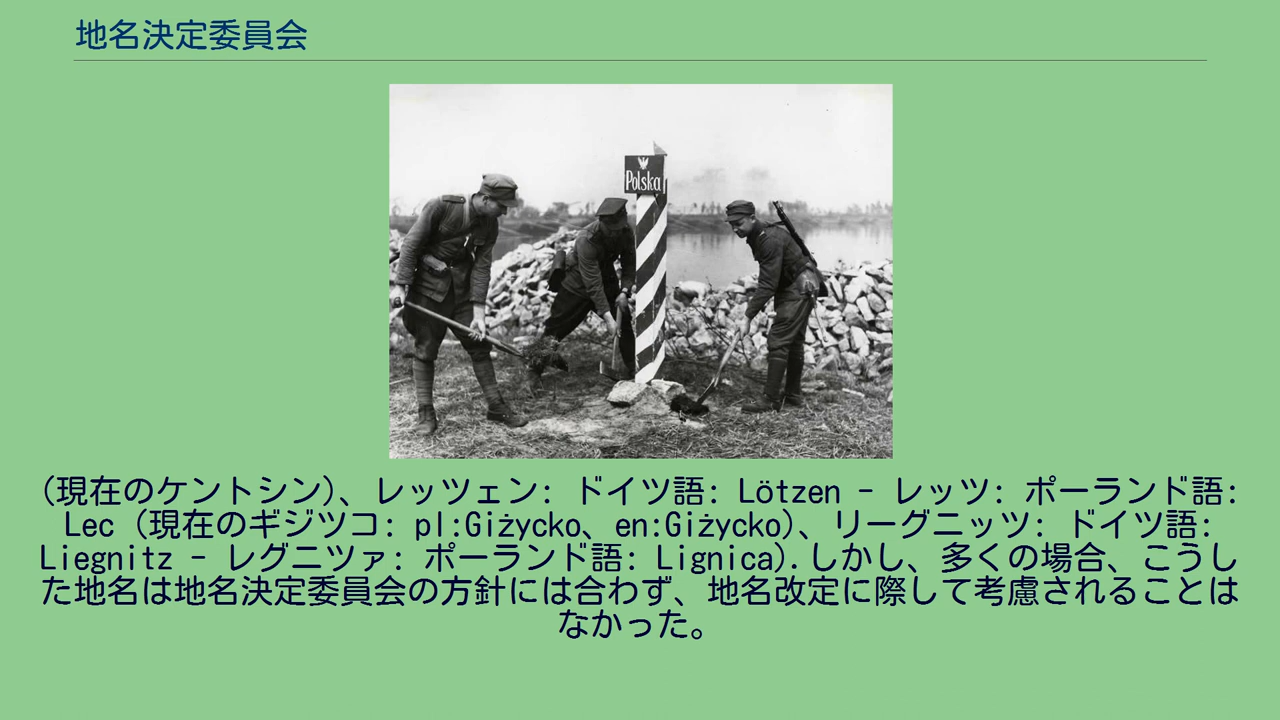 地名決定委員会
Polska
(現在のケントシン)、レッツェン: ドイツ語: Lötzen - レッツ: ポーランド語:
Lec (現在のギジツコ: pl:Giżycko、en:Giżycko)、リーグニッツ: ドイツ語:
Liegnitz - レグニツァ: ポーランド語: Lignica).しかし、多くの場合、こうし
た地名は地名決定委員会の方針には合わず、地名改定に際して考慮されることは
なかった。